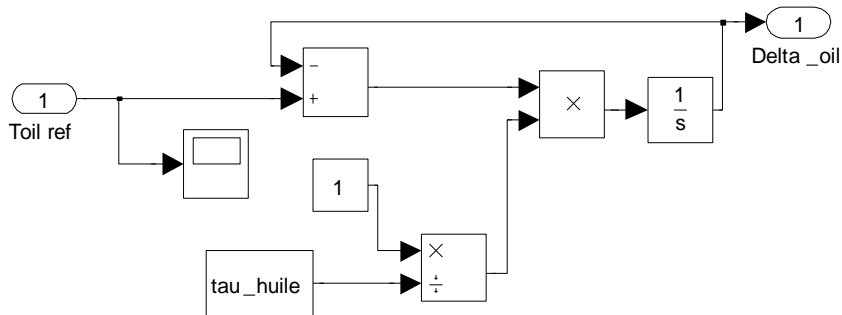 1
Delta _oil
−
+
1
Toil ref
×
1
s
1
×
÷
tau _huile